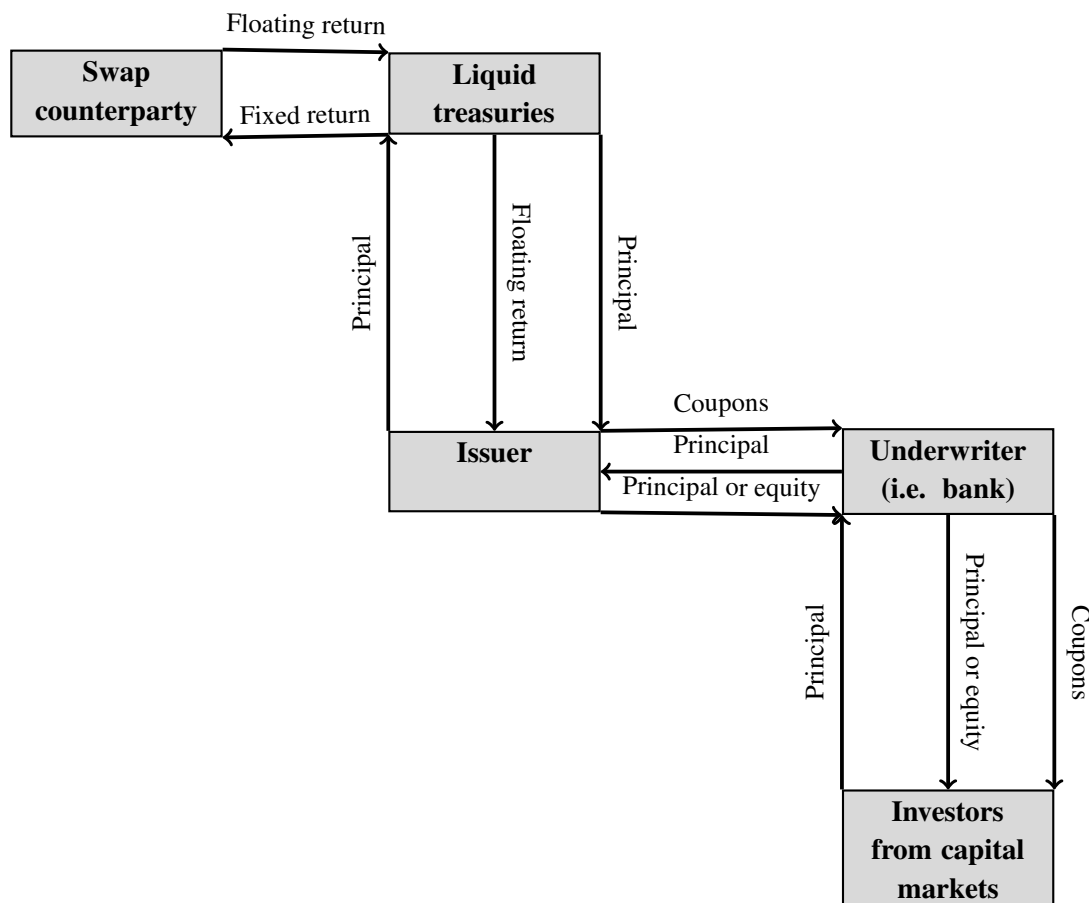 Floating return
Swap
counterparty
Liquid
treasuries
Fixed return
Principal
Floating return
Principal
Coupons
Issuer
Principal
Underwriter
(i.e. bank)
Principal or equity
Principal
Principal or equity
Coupons
Investors
from capital
markets